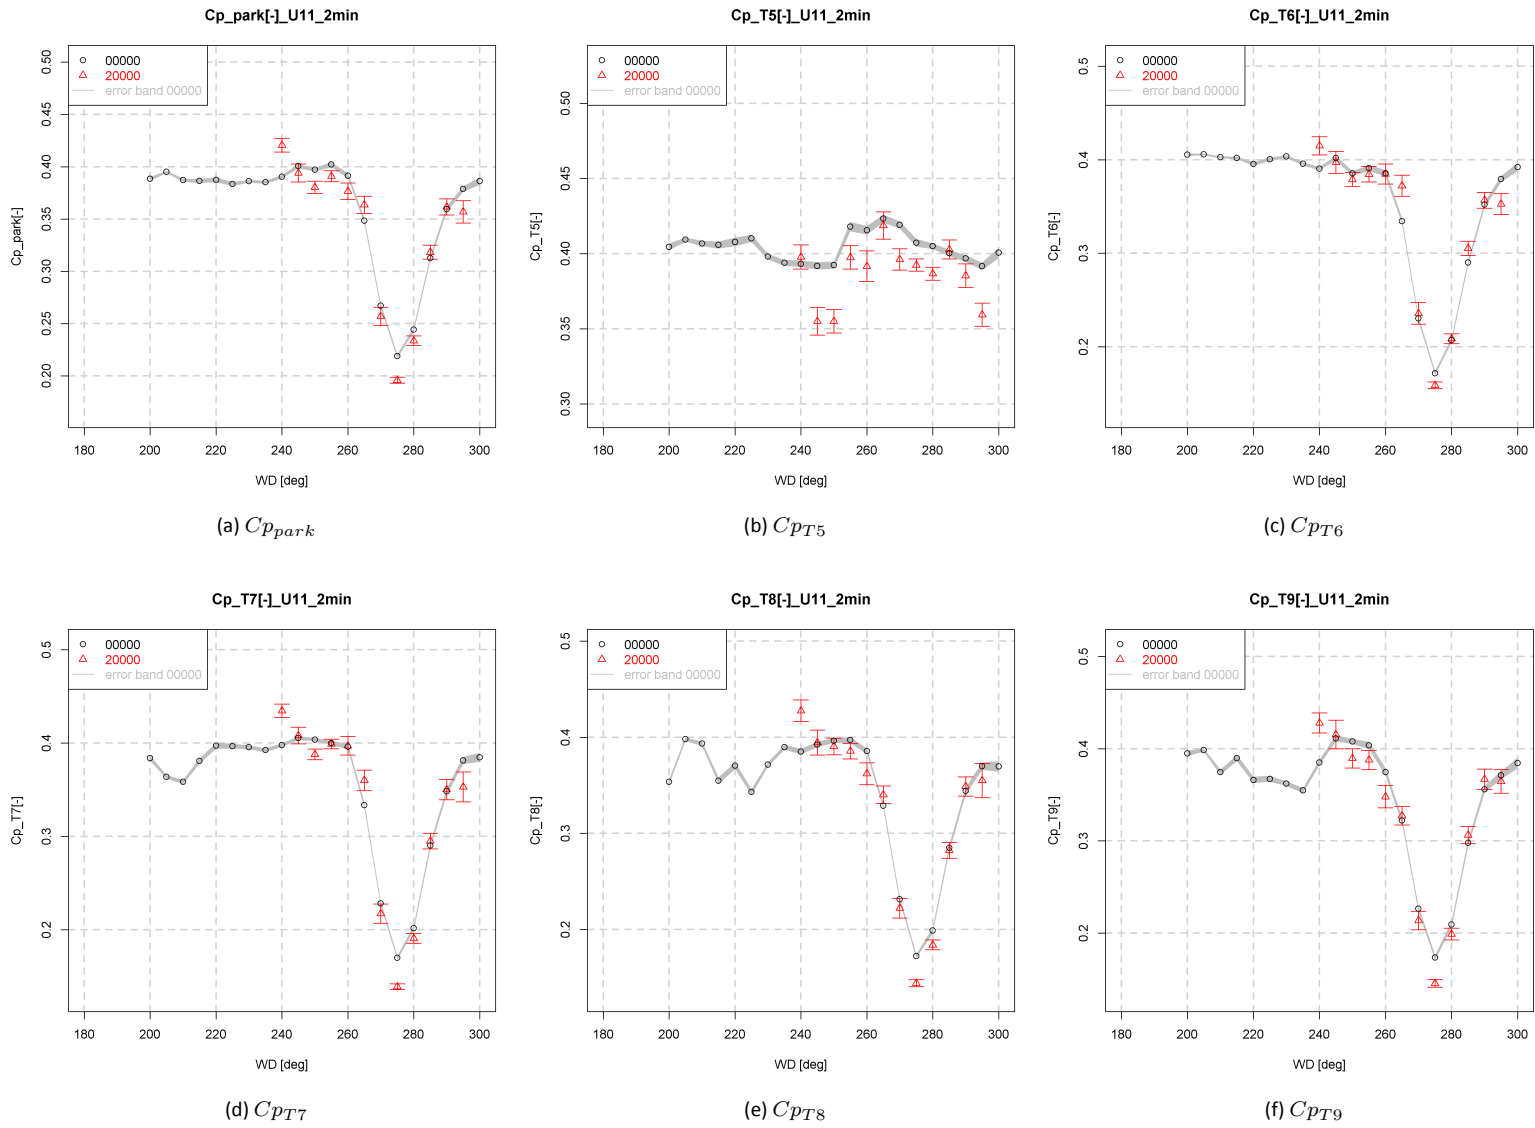 Cp_park[-]_U11_2min
00000
20000
error band 00000
0.50
0.45
0.40
0.35
0.30
0.25
0.20
Cp_park[-]
180 200 220 240 260 280 300
WD [deg]
(a) Cp_park
Cp_T5[-]_U11_2min
00000
20000
error band 00000
0.50
0.45
0.40
0.35
0.30
Cp_T5[-]
180 200 220 240 260 280 300
WD [deg]
(b) Cp_T5
Cp_T6[-]_U11_2min
00000
20000
error band 00000
0.5
0.4
0.3
0.2
Cp_T6[-]
180 200 220 240 260 280 300
WD [deg]
(c) Cp_T6
Cp_T7[-]_U11_2min
00000
20000
error band 00000
0.5
0.4
0.3
0.2
Cp_T7[-]
180 200 220 240 260 280 300
WD [deg]
(d) Cp_T7
Cp_T8[-]_U11_2min
00000
20000
error band 00000
0.5
0.4
0.3
0.2
Cp_T8[-]
180 200 220 240 260 280 300
WD [deg]
(e) Cp_T8
Cp_T9[-]_U11_2min
00000
20000
error band 00000
0.5
0.4
0.3
0.2
Cp_T9[-]
180 200 220 240 260 280 300
WD [deg]
(f) Cp_T9